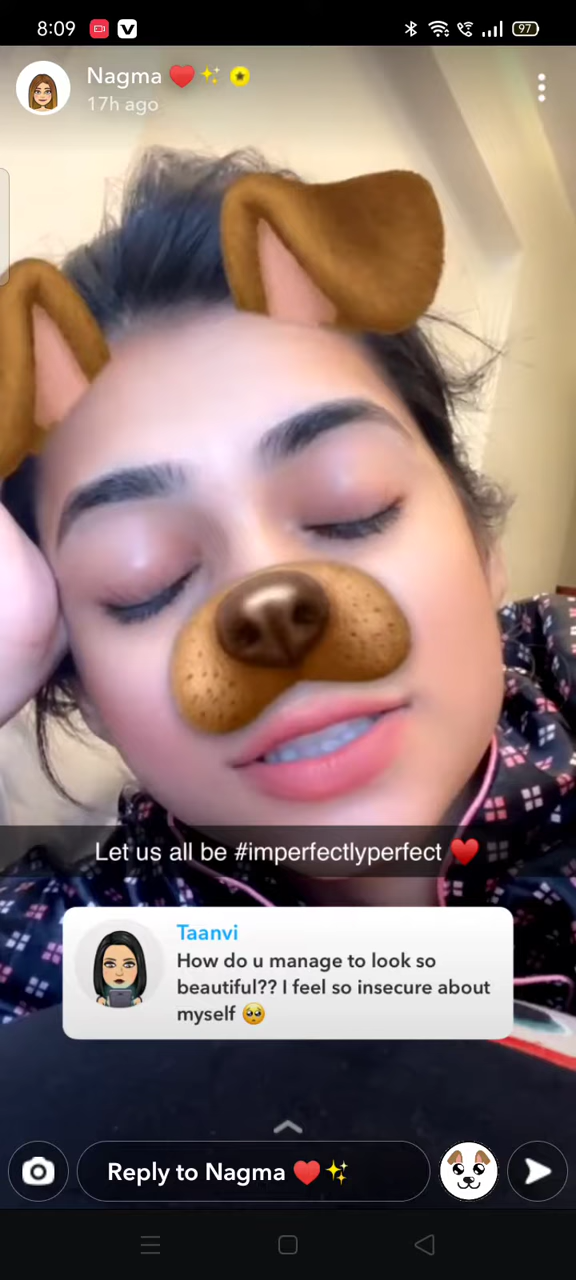 8:09
97
Nagma ❤️✨
17h ago
Let us all be #imperfectlyperfect ❤️
Taanvi
How do u manage to look so
beautiful?? I feel so insecure about
myself 🥺
Reply to Nagma ❤️✨